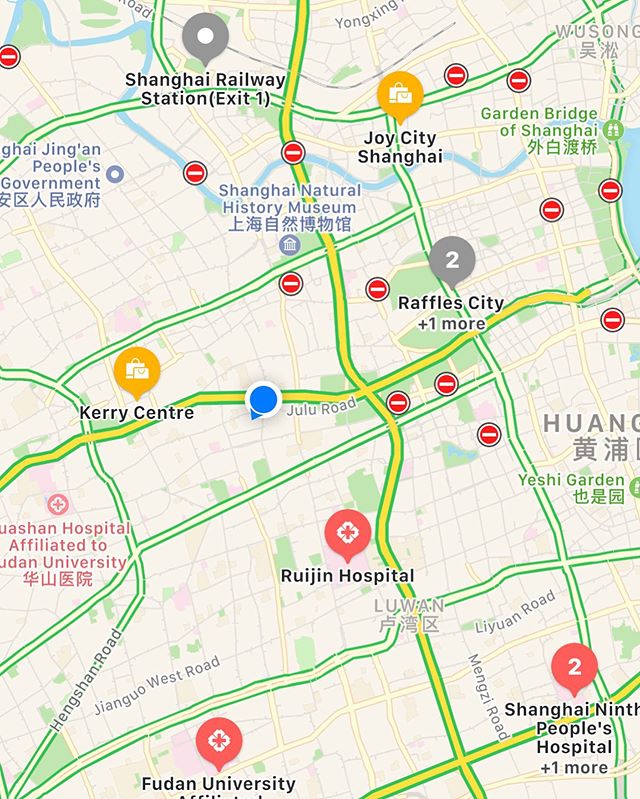 Yongxing
WUSONG
吴淞
Shanghai Railway
Station(Exit 1)
Joy City
Shanghai
Garden Bridge
of Shanghai
外白渡桥
ghai Jing'an
People's
Government
安区人民政府
Shanghai Natural
History Museum
上海自然博物馆
2
Raffles City
+1 more
Kerry Centre
Julu Road
HUANG
黄浦
Yeshi Garden
也是园
uashan Hospital
Affiliated to
udan University
华山医院
Ruijin Hospital
LUWAN
卢湾区
Liyuan Road
Hengshan Road
Jianguo West Road
Mengzi Road
2
Shanghai Ninth
People's
Hospital
+1 more
Fudan University
Affiliated